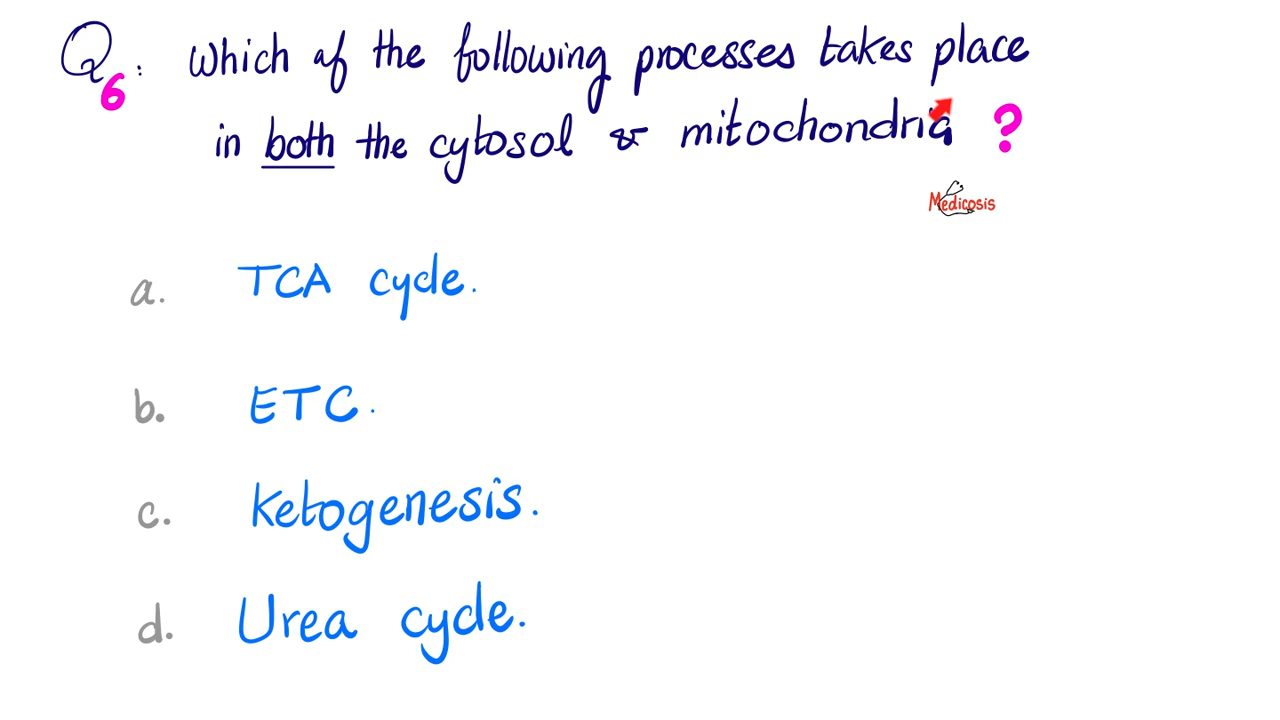 Q6: Which of the following processes takes place
in both the cytosol & mitochondria ?
Medicosis
a. TCA cycle.
b. ETC.
c. Ketogenesis.
d. Urea cycle.